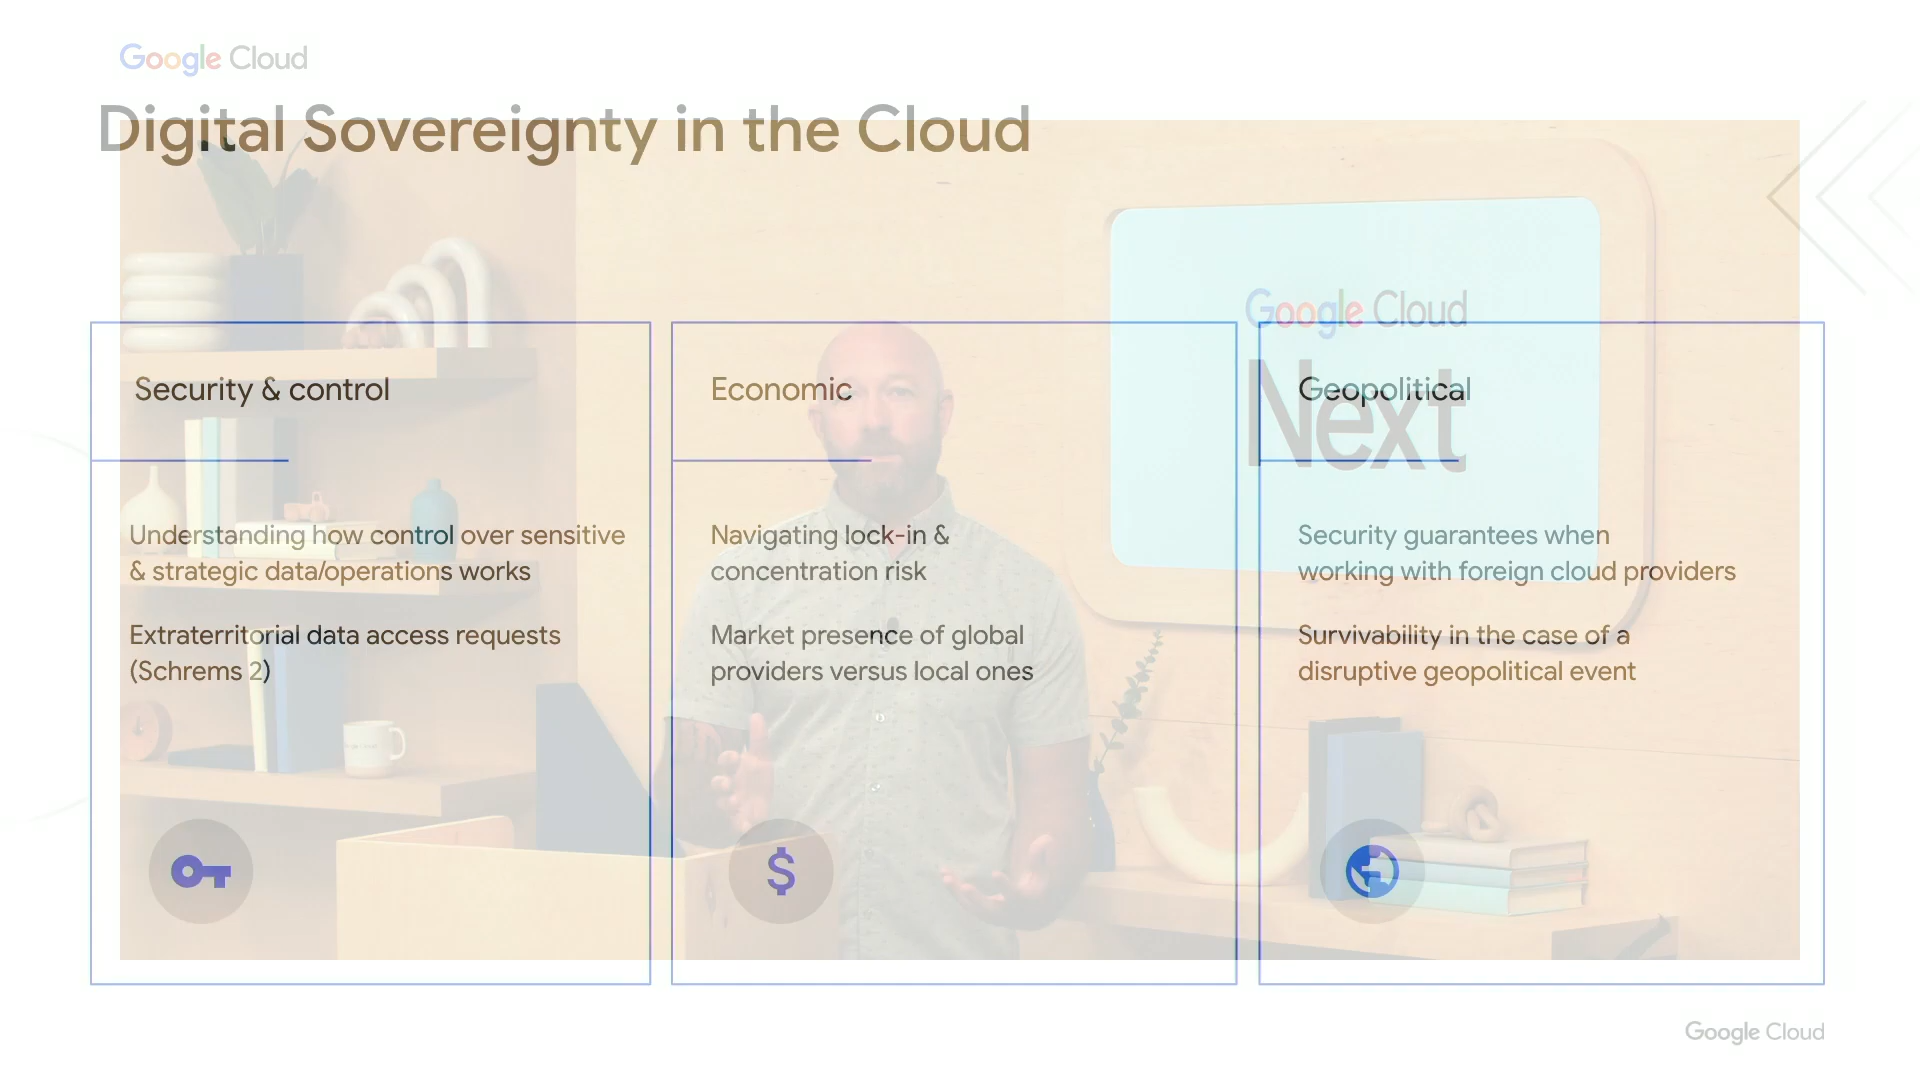 Google Cloud
Digital Sovereignty in the Cloud
Google Cloud
Next
Security & control
Understanding how control over sensitive
& strategic data/operations works
Extraterritorial data access requests
(Schrems 2)
Economic
Navigating lock-in &
concentration risk
Market presence of global
providers versus local ones
Geopolitical
Security guarantees when
working with foreign cloud providers
Survivability in the case of a
disruptive geopolitical event
Google Cloud